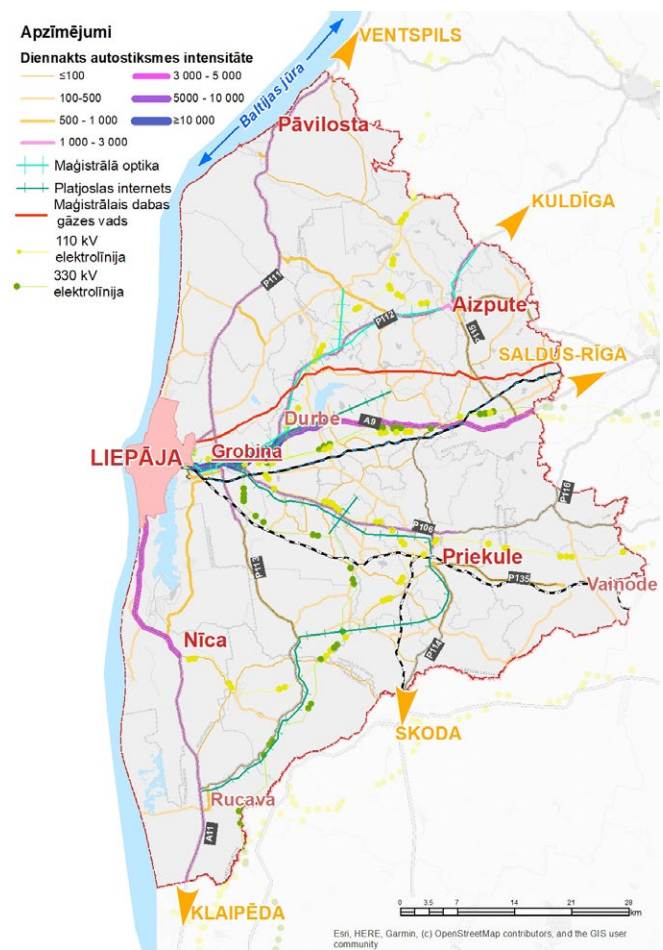 Apzīmējumi
Diennakts autostiksmes intensitāte
≤100
100-500
500 - 1 000
1 000 - 3 000
3 000 - 5 000
5000 - 10 000
≥10 000
Maģistrālā optika
Platjoslas internets
Maģistrālais dabas
gāzes vads
110 kV
elektrolīnija
330 kV
elektrolīnija
Baltijas jūra
VENTSPILS
Pāvilosta
KULDĪGA
P111
Aizpute
P112
P115
SALDUS-RĪGA
Durbe
A9
Grobiņa
LIEPĀJA
P116
P106
P113
Priekule
P135
Vaiņode
Nīca
P114
SKODA
Rucava
A11
KLAIPĒDA
0 3.5 7 14 21 28
km
Esri, HERE, Garmin, (c) OpenStreetMap contributors, and the GIS user
community